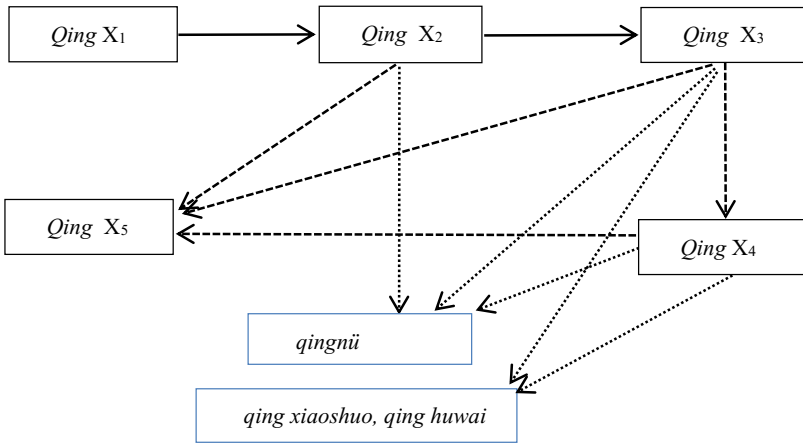 Qing X₁
Qing X₂
Qing X₃
Qing X₅
Qing X₄
qingnü
qing xiaoshuo, qing huwai